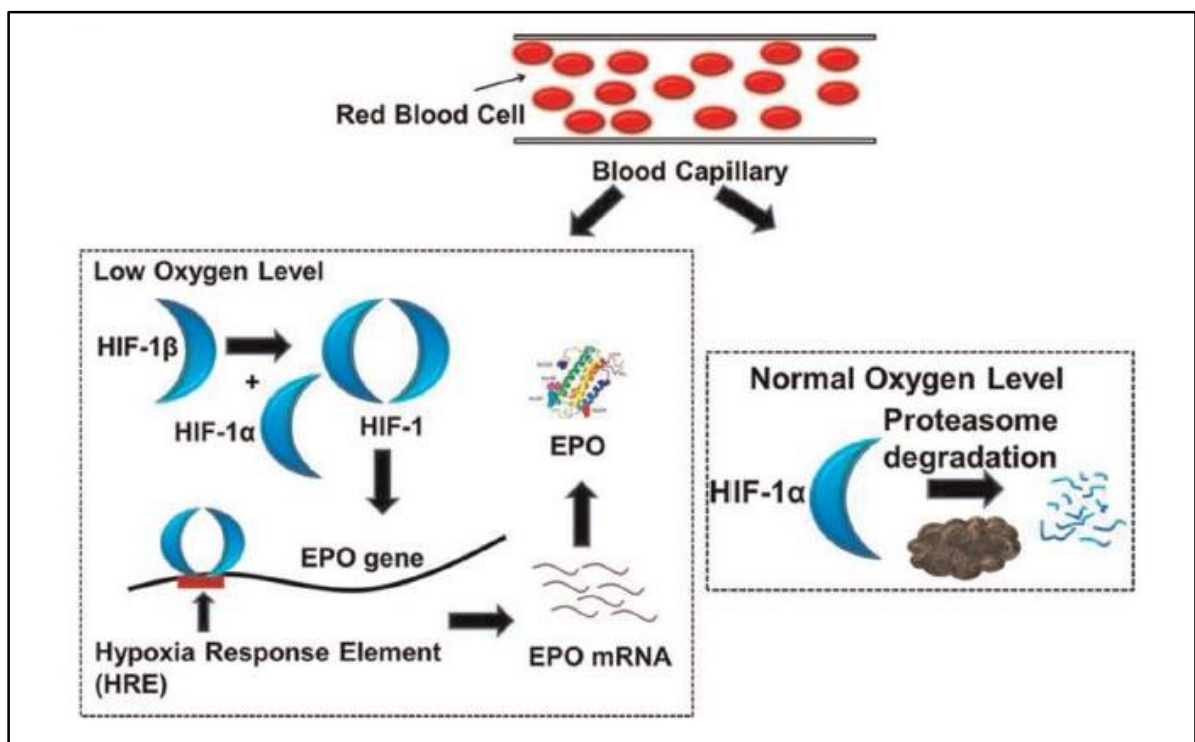 Red Blood Cell
Blood Capillary
Low Oxygen Level
HIF-1β
+
HIF-1α
HIF-1
EPO
EPO gene
Hypoxia Response Element
(HRE)
EPO mRNA
Normal Oxygen Level
Proteasome
degradation
HIF-1α